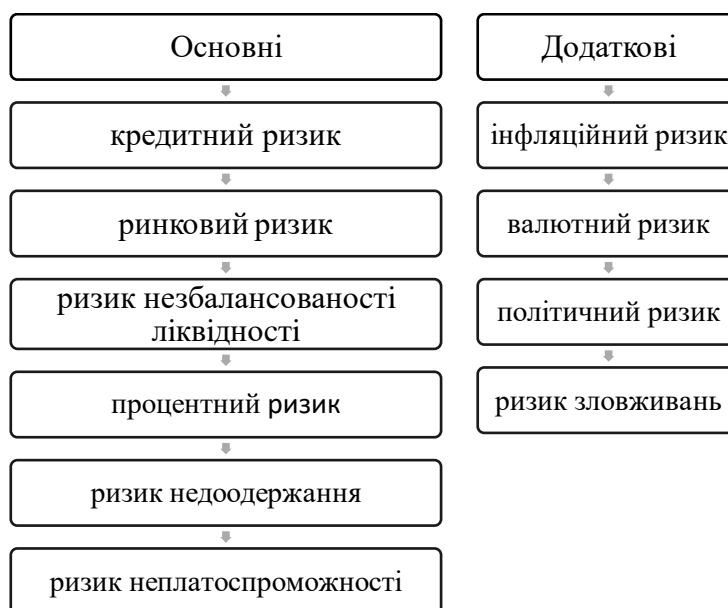 Основні
кредитний ризик
ринковий ризик
ризик незбалансованості
ліквідності
процентний ризик
ризик недоодержання
ризик неплатоспроможності
Додаткові
інфляційний ризик
валютний ризик
політичний ризик
ризик зловживань